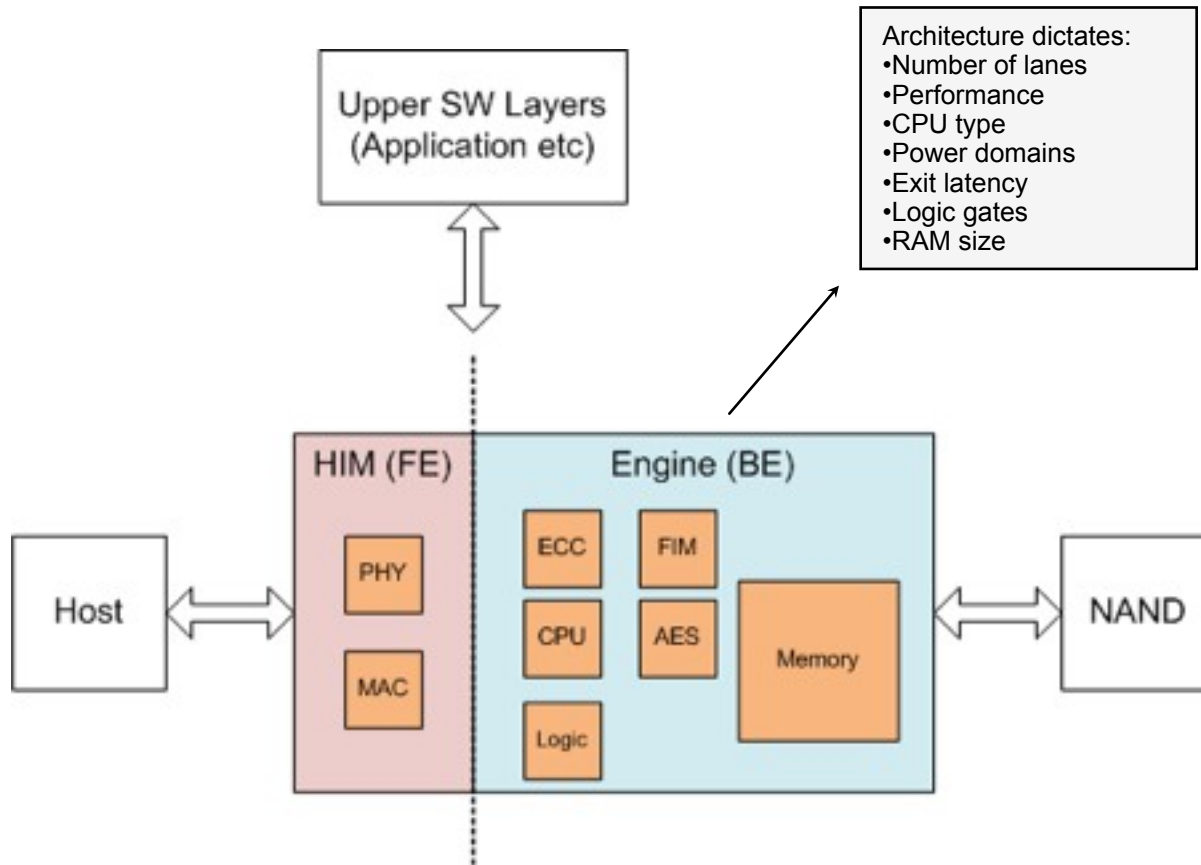 Architecture dictates:
•Number of lanes
•Performance
•CPU type
•Power domains
•Exit latency
•Logic gates
•RAM size
Upper SW Layers
(Application etc)
HIM (FE)
Engine (BE)
ECC
FIM
PHY
CPU
AES
Host
Memory
NAND
MAC
Logic